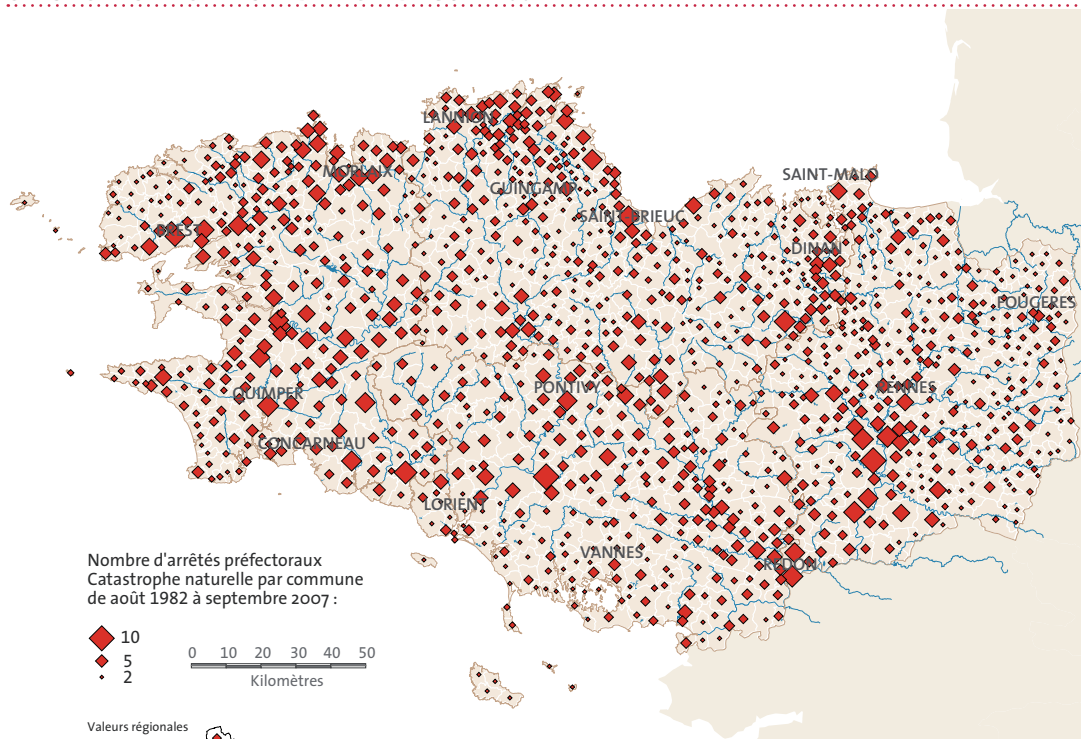 LANNION
MORLAIX
GUINGAMP
SAINT-MALO
SAINT-BRIEUC
BREST
DINAN
FOUGERES
QUIMPER
PONTIVY
RENNES
CONCARNEAU
LORIENT
VANNES
REDON
Nombre d'arrêtés préfectoraux
Catastrophe naturelle par commune
de août 1982 à septembre 2007 :
10
5
2
0 10 20 30 40 50
Kilomètres
Valeurs régionales